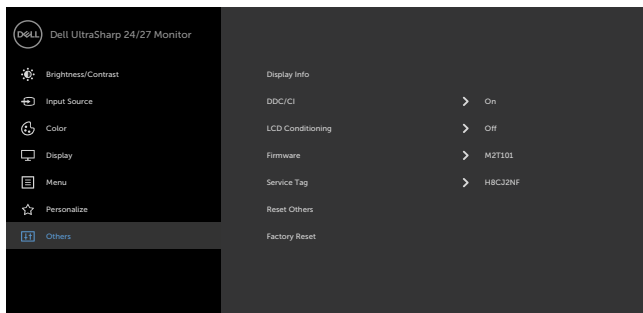 DELL
Dell UltraSharp 24/27 Monitor
Brightness/Contrast
Display Info
Input Source
DDC/CI
On
Color
LCD Conditioning
Off
Display
Firmware
M2T101
Menu
Service Tag
H8CJ2NF
Personalize
Reset Others
Others
Factory Reset